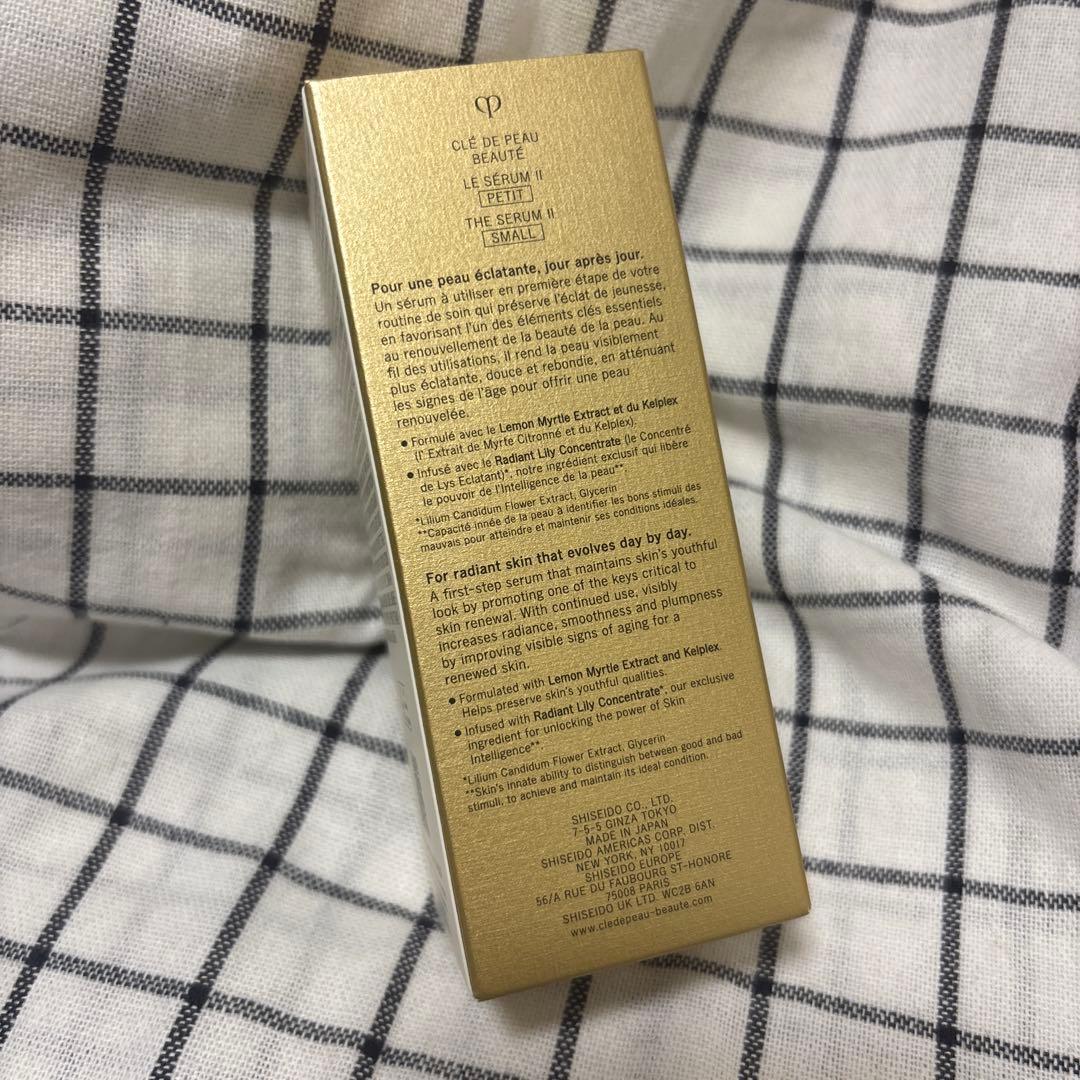 CLÉ DE PEAU
BEAUTÉ
LE SÉRUM II
PETIT
THE SERUM II
SMALL
Pour une peau éclatante, jour après jour.
Un sérum à utiliser en première étape de votre
routine de soin qui préserve l'éclat de jeunesse,
en favorisant l'un des éléments clés essentiels
au renouvellement de la beauté de la peau. Au
fil des utilisations, il rend la peau visiblement
plus éclatante, douce et rebondie, en atténuant
les signes de l'âge pour offrir une peau
renouvelée.
● Formulé avec le Lemon Myrtle Extract et du Kelplex
(l' Extrait de Myrte Citronné et du Kelplex).
● Infusé avec le Radiant Lily Concentrate (le Concentré
de Lys Eclatant)*, notre ingrédient exclusif qui libère
le pouvoir de l'Intelligence de la peau**
*Lilium Candidum Flower Extract, Glycerin
**Capacité innée de la peau à identifier les bons stimuli des
mauvais pour atteindre et maintenir ses conditions idéales.
For radiant skin that evolves day by day.
A first-step serum that maintains skin's youthful
look by promoting one of the keys critical to
skin renewal. With continued use, visibly
increases radiance, smoothness and plumpness
by improving visible signs of aging for a
renewed skin.
● Formulated with Lemon Myrtle Extract and Kelplex.
Helps preserve skin's youthful qualities.
● Infused with Radiant Lily Concentrate*, our exclusive
ingredient for unlocking the power of Skin
Intelligence**.
*Lilium Candidum Flower Extract, Glycerin
**Skin's innate ability to distinguish between good and bad
stimuli, to achieve and maintain its ideal condition.
SHISEIDO CO., LTD.
7-5-5 GINZA TOKYO
MADE IN JAPAN
SHISEIDO AMERICAS CORP. DIST.
NEW YORK, NY 10017
SHISEIDO EUROPE
56/A RUE DU FAUBOURG ST-HONORE
75008 PARIS
SHISEIDO UK LTD. WC2B 6AN
www.cledepeau-beaute.com